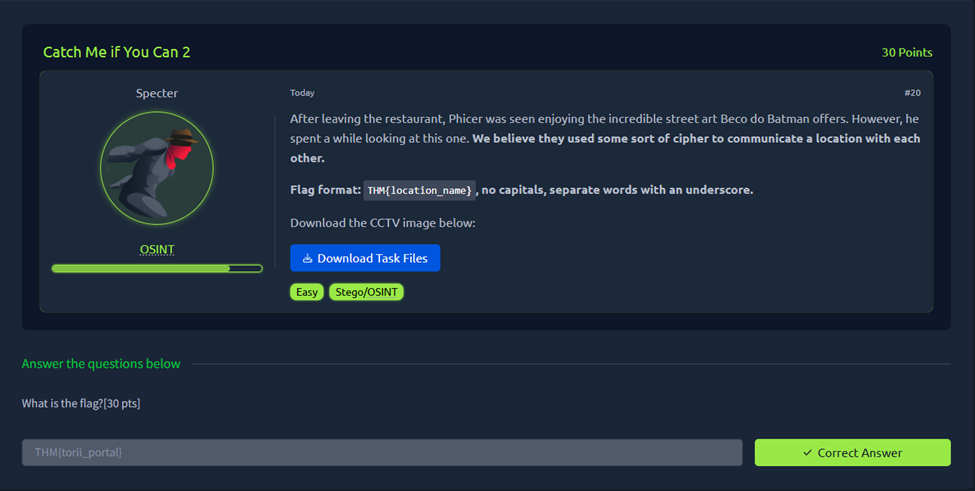 Catch Me if You Can 2
30 Points
Specter
Today
#20
After leaving the restaurant, Phicer was seen enjoying the incredible street art Beco do Batman offers. However, he
spent a while looking at this one. We believe they used some sort of cipher to communicate a location with each
other.
Flag format: THM{location_name}, no capitals, separate words with an underscore.
Download the CCTV image below:
OSINT
Download Task Files
Easy
Stego/OSINT
Answer the questions below
What is the flag?[30 pts]
THM{torii_portal}
Correct Answer